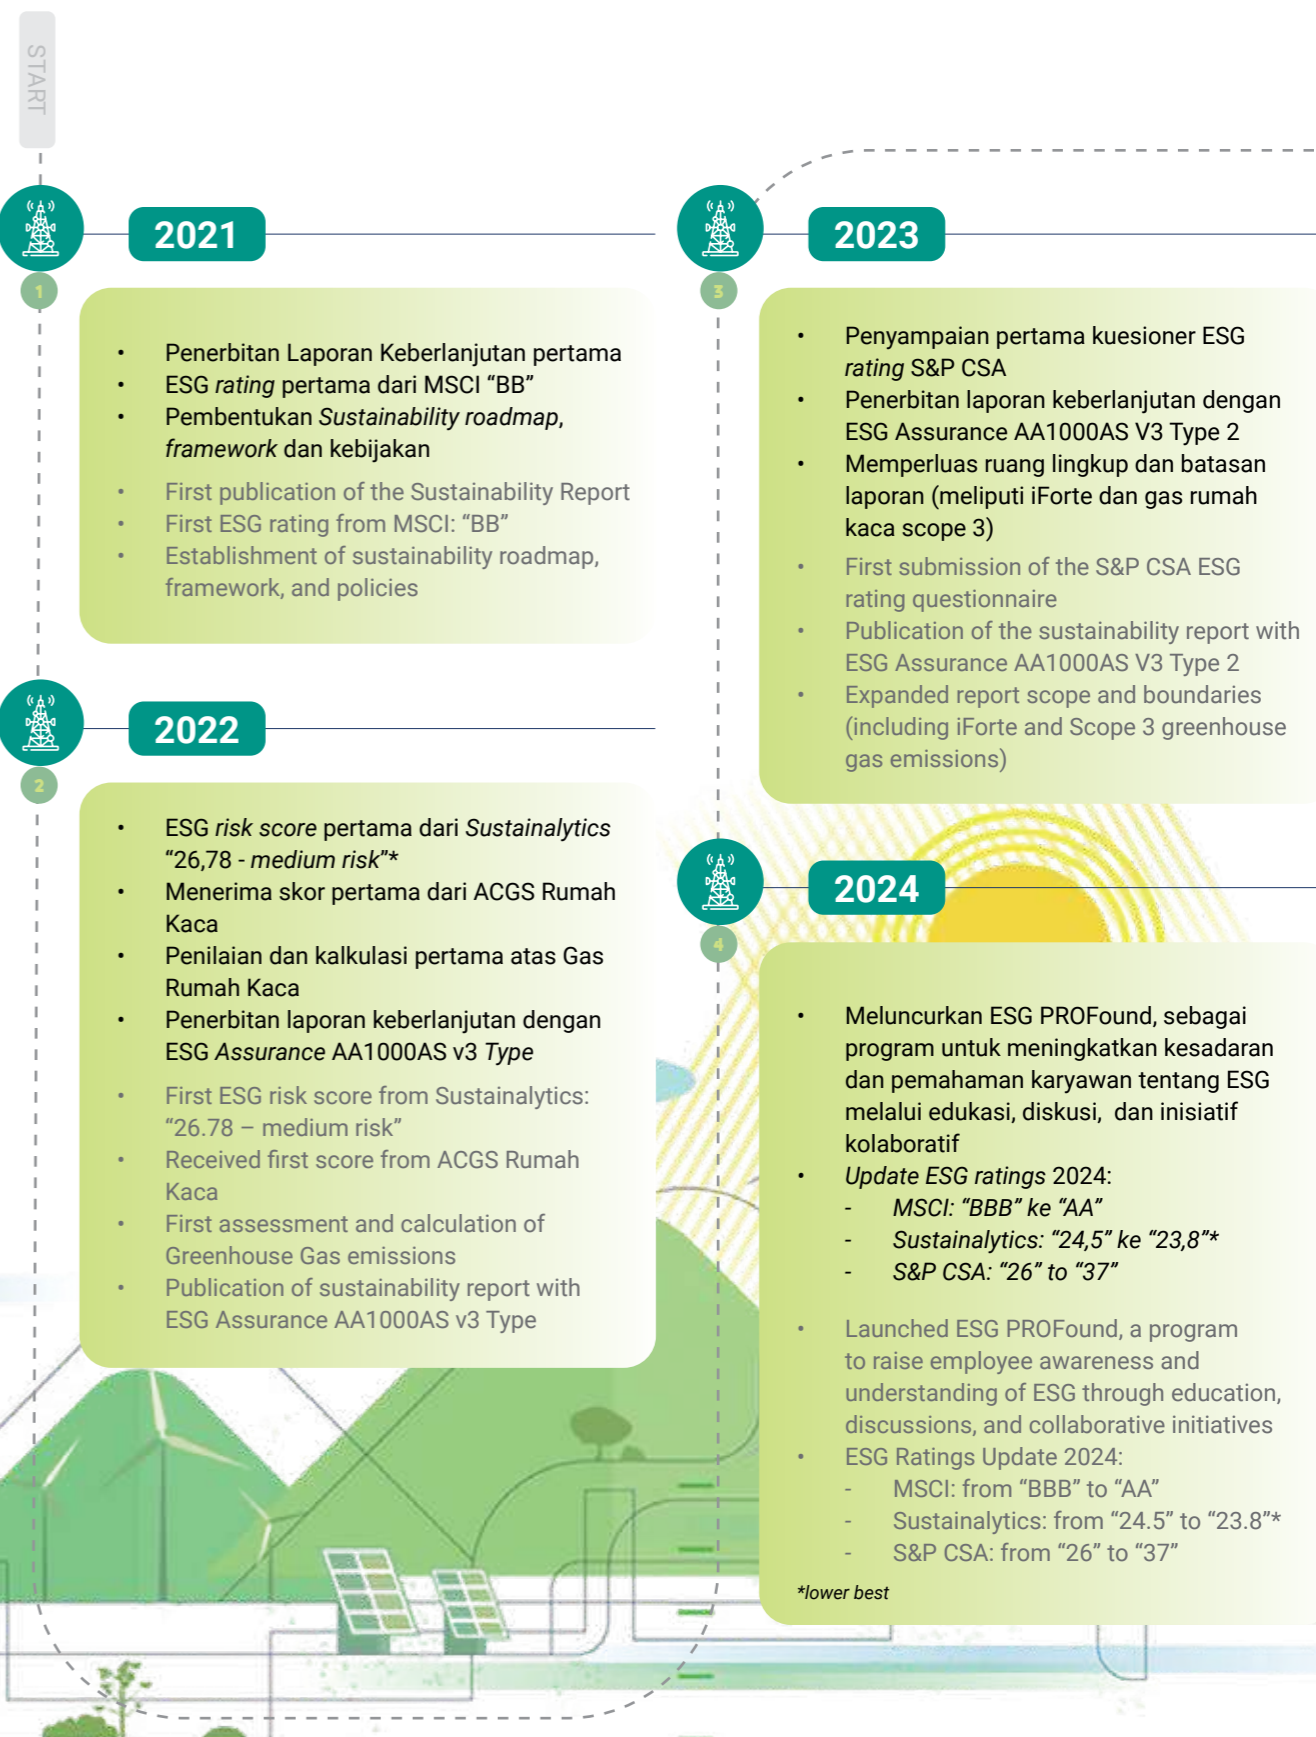 START
2021
1
• Penerbitan Laporan Keberlanjutan pertama
• ESG rating pertama dari MSCI “BB”
• Pembentukan Sustainability roadmap,
framework dan kebijakan
• First publication of the Sustainability Report
• First ESG rating from MSCI: “BB”
• Establishment of sustainability roadmap,
framework, and policies
2022
2
• ESG risk score pertama dari Sustainalytics
“26,78 - medium risk”*
• Menerima skor pertama dari ACGS Rumah
Kaca
• Penilaian dan kalkulasi pertama atas Gas
Rumah Kaca
• Penerbitan laporan keberlanjutan dengan
ESG Assurance AA1000AS v3 Type
• First ESG risk score from Sustainalytics:
“26.78 – medium risk”
• Received first score from ACGS Rumah
Kaca
• First assessment and calculation of
Greenhouse Gas emissions
• Publication of sustainability report with
ESG Assurance AA1000AS v3 Type
2023
3
• Penyampaian pertama kuesioner ESG
rating S&P CSA
• Penerbitan laporan keberlanjutan dengan
ESG Assurance AA1000AS V3 Type 2
• Memperluas ruang lingkup dan batasan
laporan (meliputi iForte dan gas rumah
kaca scope 3)
• First submission of the S&P CSA ESG
rating questionnaire
• Publication of the sustainability report with
ESG Assurance AA1000AS V3 Type 2
• Expanded report scope and boundaries
(including iForte and Scope 3 greenhouse
gas emissions)
2024
4
• Meluncurkan ESG PROFound, sebagai
program untuk meningkatkan kesadaran
dan pemahaman karyawan tentang ESG
melalui edukasi, diskusi, dan inisiatif
kolaboratif
• Update ESG ratings 2024:
- MSCI: “BBB” ke “AA”
- Sustainalytics: “24,5” ke “23,8”*
- S&P CSA: “26” to “37”
• Launched ESG PROFound, a program
to raise employee awareness and
understanding of ESG through education,
discussions, and collaborative initiatives
• ESG Ratings Update 2024:
- MSCI: from “BBB” to “AA”
- Sustainalytics: from “24.5” to “23.8”*
- S&P CSA: from “26” to “37”
*lower best